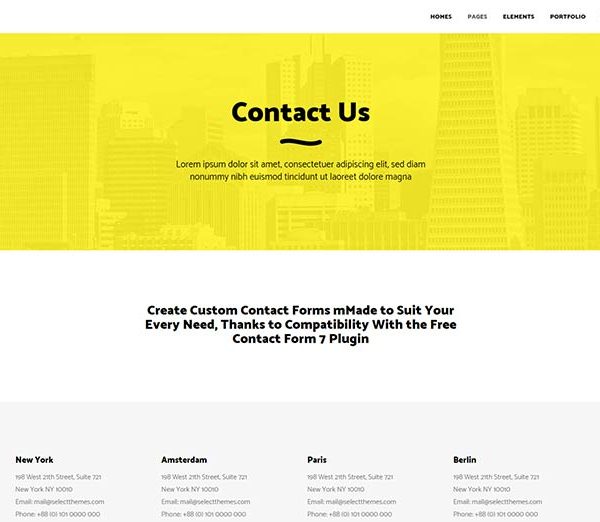 HOMES PAGES ELEMENTS PORTFOLIO
Contact Us
Lorem ipsum dolor sit amet, consectetuer adipiscing elit, sed diam
nonummy nibh euismod tincidunt ut laoreet dolore magna
Create Custom Contact Forms mMade to Suit Your
Every Need, Thanks to Compatibility With the Free
Contact Form 7 Plugin
New York
198 West 21th Street, Suite 721
New York NY 10010
Email: mail@selectthemes.com
Phone: +88 (0) 101 0000 000
Amsterdam
198 West 21th Street, Suite 721
New York NY 10010
Email: mail@selectthemes.com
Phone: +88 (0) 101 0000 000
Paris
198 West 21th Street, Suite 721
New York NY 10010
Email: mail@selectthemes.com
Phone: +88 (0) 101 0000 000
Berlin
198 West 21th Street, Suite 721
New York NY 10010
Email: mail@selectthemes.com
Phone: +88 (0) 101 0000 000